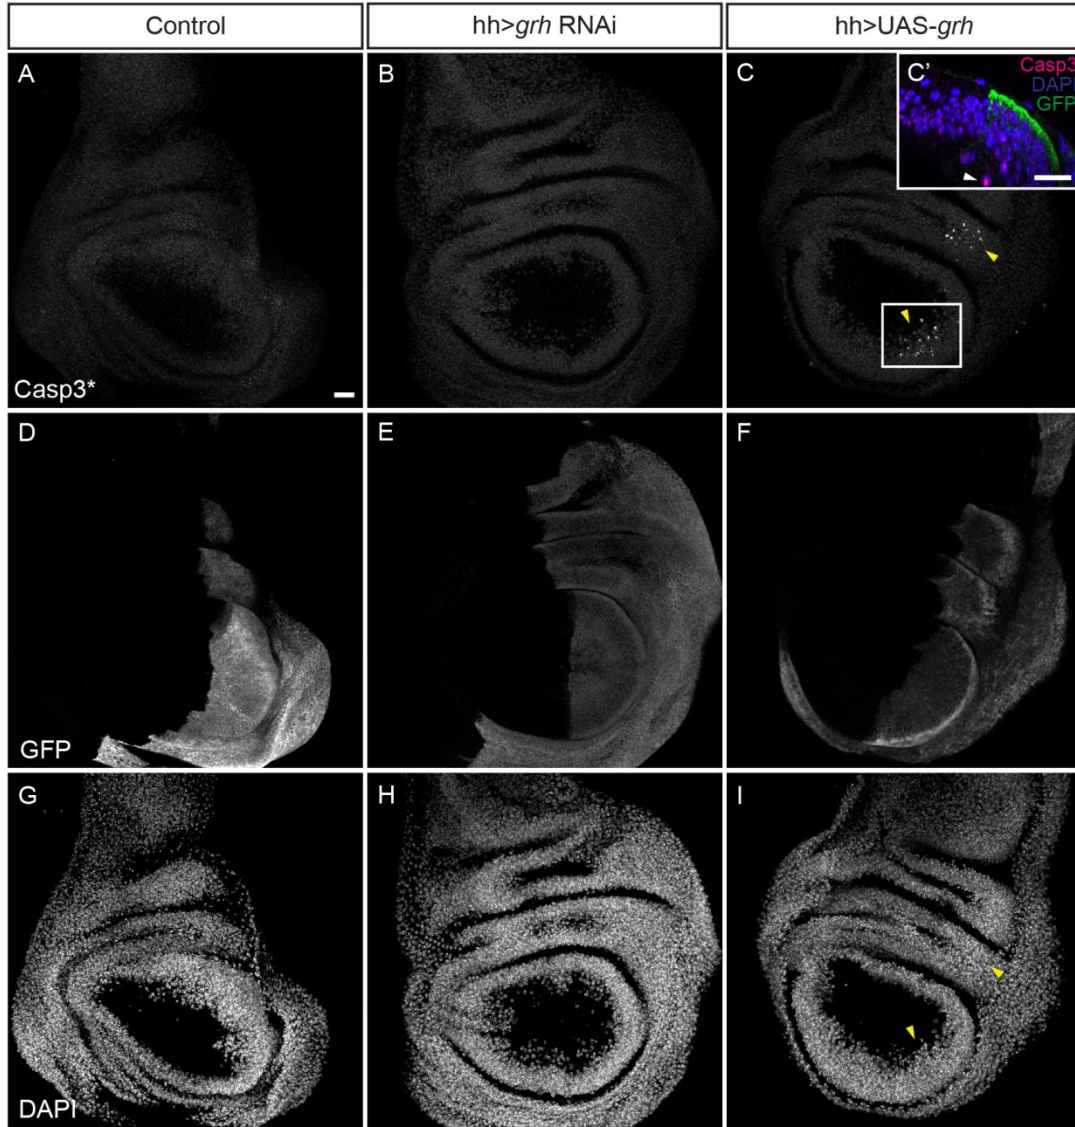 Control
hh>grh RNAi
hh>UAS-grh
A
B
C
C'
Casp3
DAPI
GFP
Casp3*
D
E
F
GFP
G
H
I
DAPI